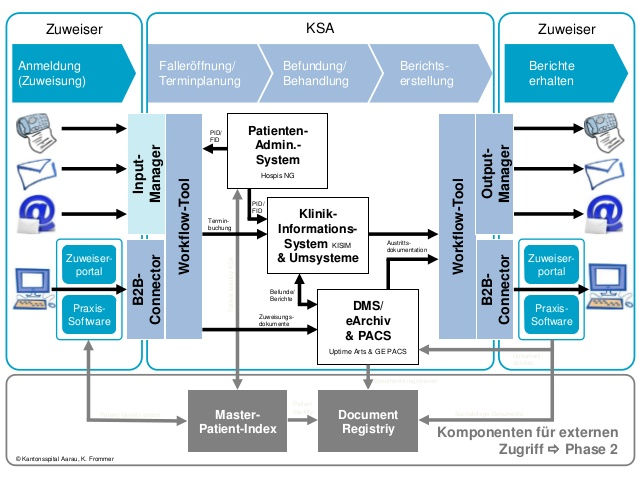 Zuweiser
KSA
Zuweiser
Anmeldung
(Zuweisung)
Falleröffnung/
Terminplanung
Befundung/
Behandlung
Berichts-
erstellung
Berichte
erhalten
Input-
Manager
Workflow-Tool
PID/
FID
Patienten-
Admin.-
System
Hospis NG
PID/
FID
Termin-
buchung
Klinik-
Informations-
System KISIM
& Umsysteme
Austritts-
dokumentation
Workflow-Tool
Output-
Manager
Zuweiser-
portal
Praxis-
Software
B2B-
Connector
Befunde/
Berichte
Zuweisungs-
dokumente
DMS/
eArchiv
& PACS
Uptime Arts & GE PACS
B2B-
Connector
Zuweiser-
portal
Praxis-
Software
Master-
Patient-Index
Document
Registriy
Komponenten für externen
Zugriff ⇨ Phase 2
© Kantonsspital Aarau, K. Frommer